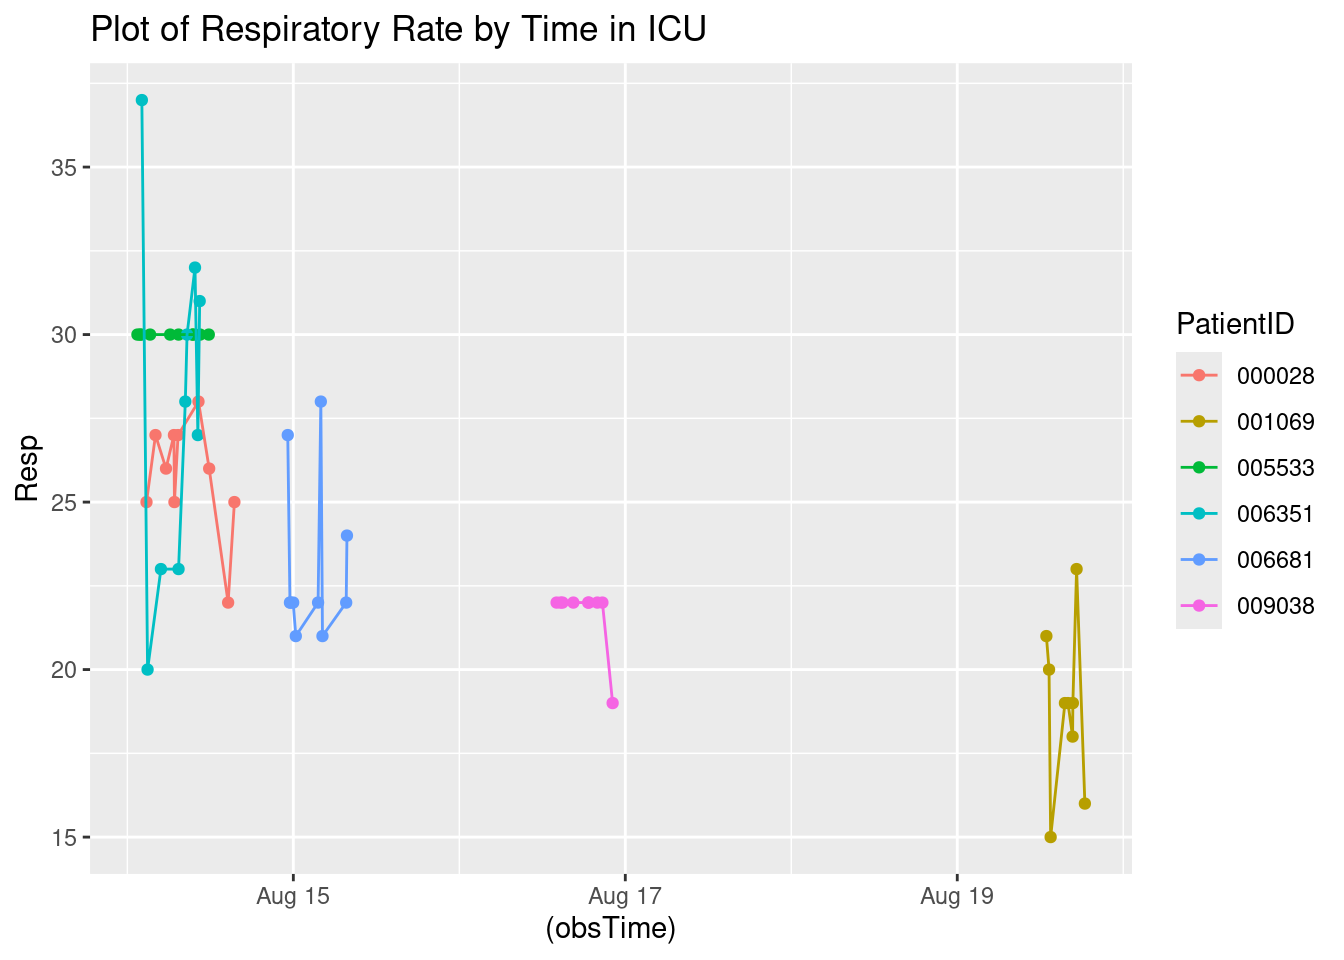 Plot of Respiratory Rate by Time in ICU
Resp
35
30
25
20
15
Aug 15
Aug 17
Aug 19
(obsTime)
PatientID
000028
001069
005533
006351
006681
009038